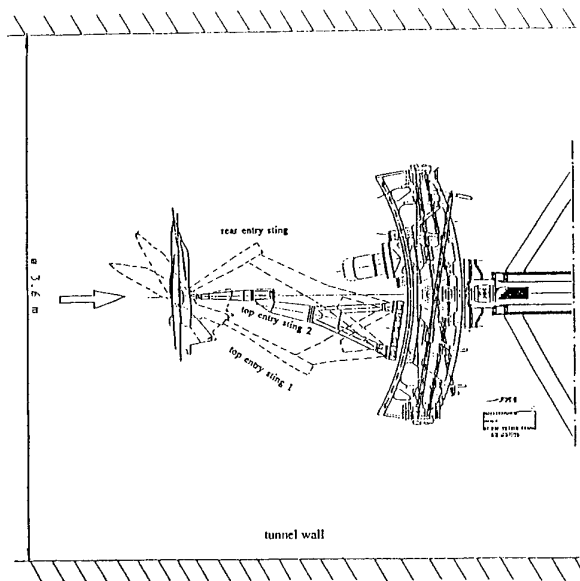 rear entry sting
ø 3.6 m
top entry sting 2
top entry sting 1
tunnel wall